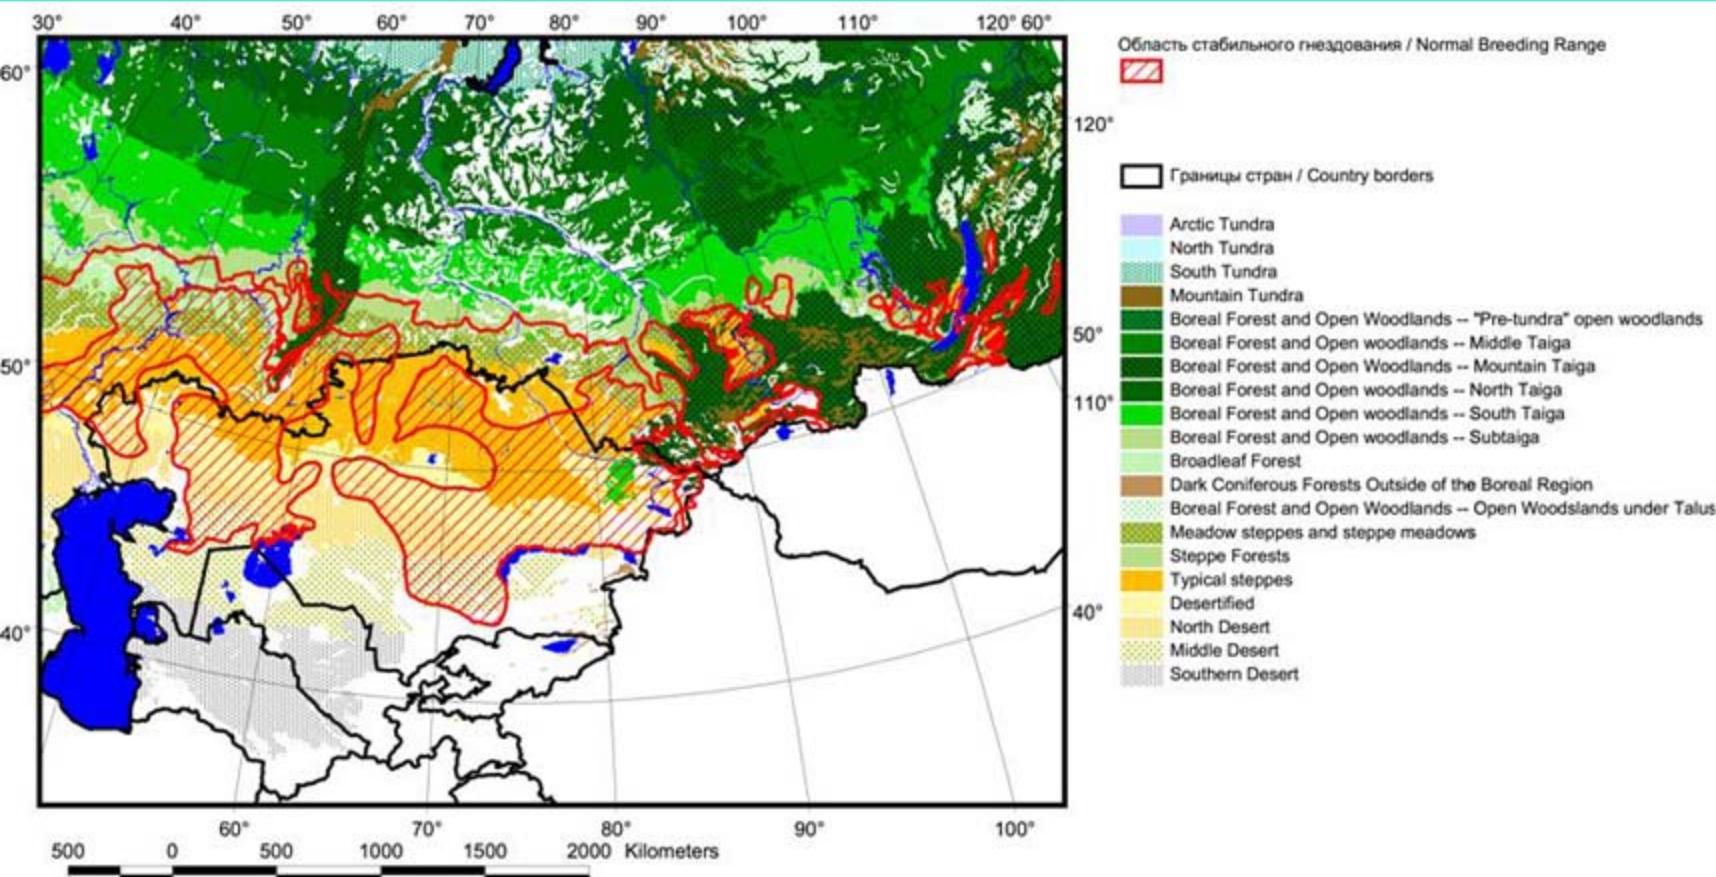 30° 40° 50° 60° 70° 80° 90° 100° 110° 120° 60°
Область стабильного гнездования / Normal Breeding Range
60°
120°
Границы стран / Country borders
Arctic Tundra
North Tundra
South Tundra
Mountain Tundra
Boreal Forest and Open Woodlands -- "Pre-tundra" open woodlands
50°
Boreal Forest and Open woodlands -- Middle Taiga
50°
Boreal Forest and Open Woodlands -- Mountain Taiga
Boreal Forest and Open woodlands -- North Taiga
110°
Boreal Forest and Open woodlands -- South Taiga
Boreal Forest and Open woodlands -- Subtaiga
Broadleaf Forest
Dark Coniferous Forests Outside of the Boreal Region
Boreal Forest and Open Woodlands -- Open Woodslands under Talus
Meadow steppes and steppe meadows
Steppe Forests
Typical steppes
Desertified
40°
North Desert
40°
Middle Desert
Southern Desert
60° 70° 80° 90° 100°
500 0 500 1000 1500 2000 Kilometers